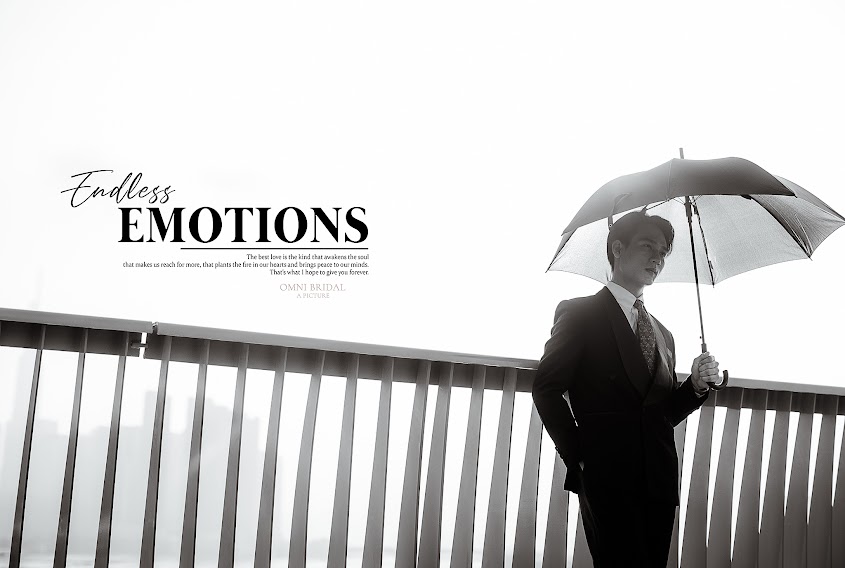 Endless
EMOTIONS
The best love is the kind that awakens the soul
that makes us reach for more, that plants the fire in our hearts and brings peace to our minds.
That's what I hope to give you forever.
OMNI BRIDAL
A PICTURE